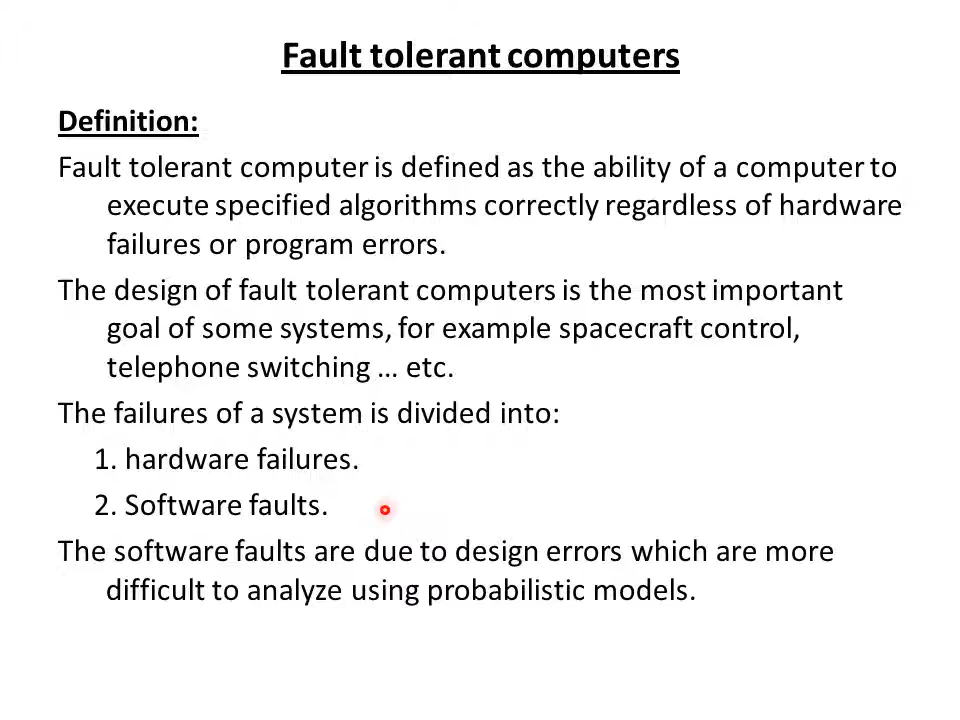 Fault tolerant computers
Definition:
Fault tolerant computer is defined as the ability of a computer to
execute specified algorithms correctly regardless of hardware
failures or program errors.
The design of fault tolerant computers is the most important
goal of some systems, for example spacecraft control,
telephone switching ... etc.
The failures of a system is divided into:
1. hardware failures.
2. Software faults.
The software faults are due to design errors which are more
difficult to analyze using probabilistic models.